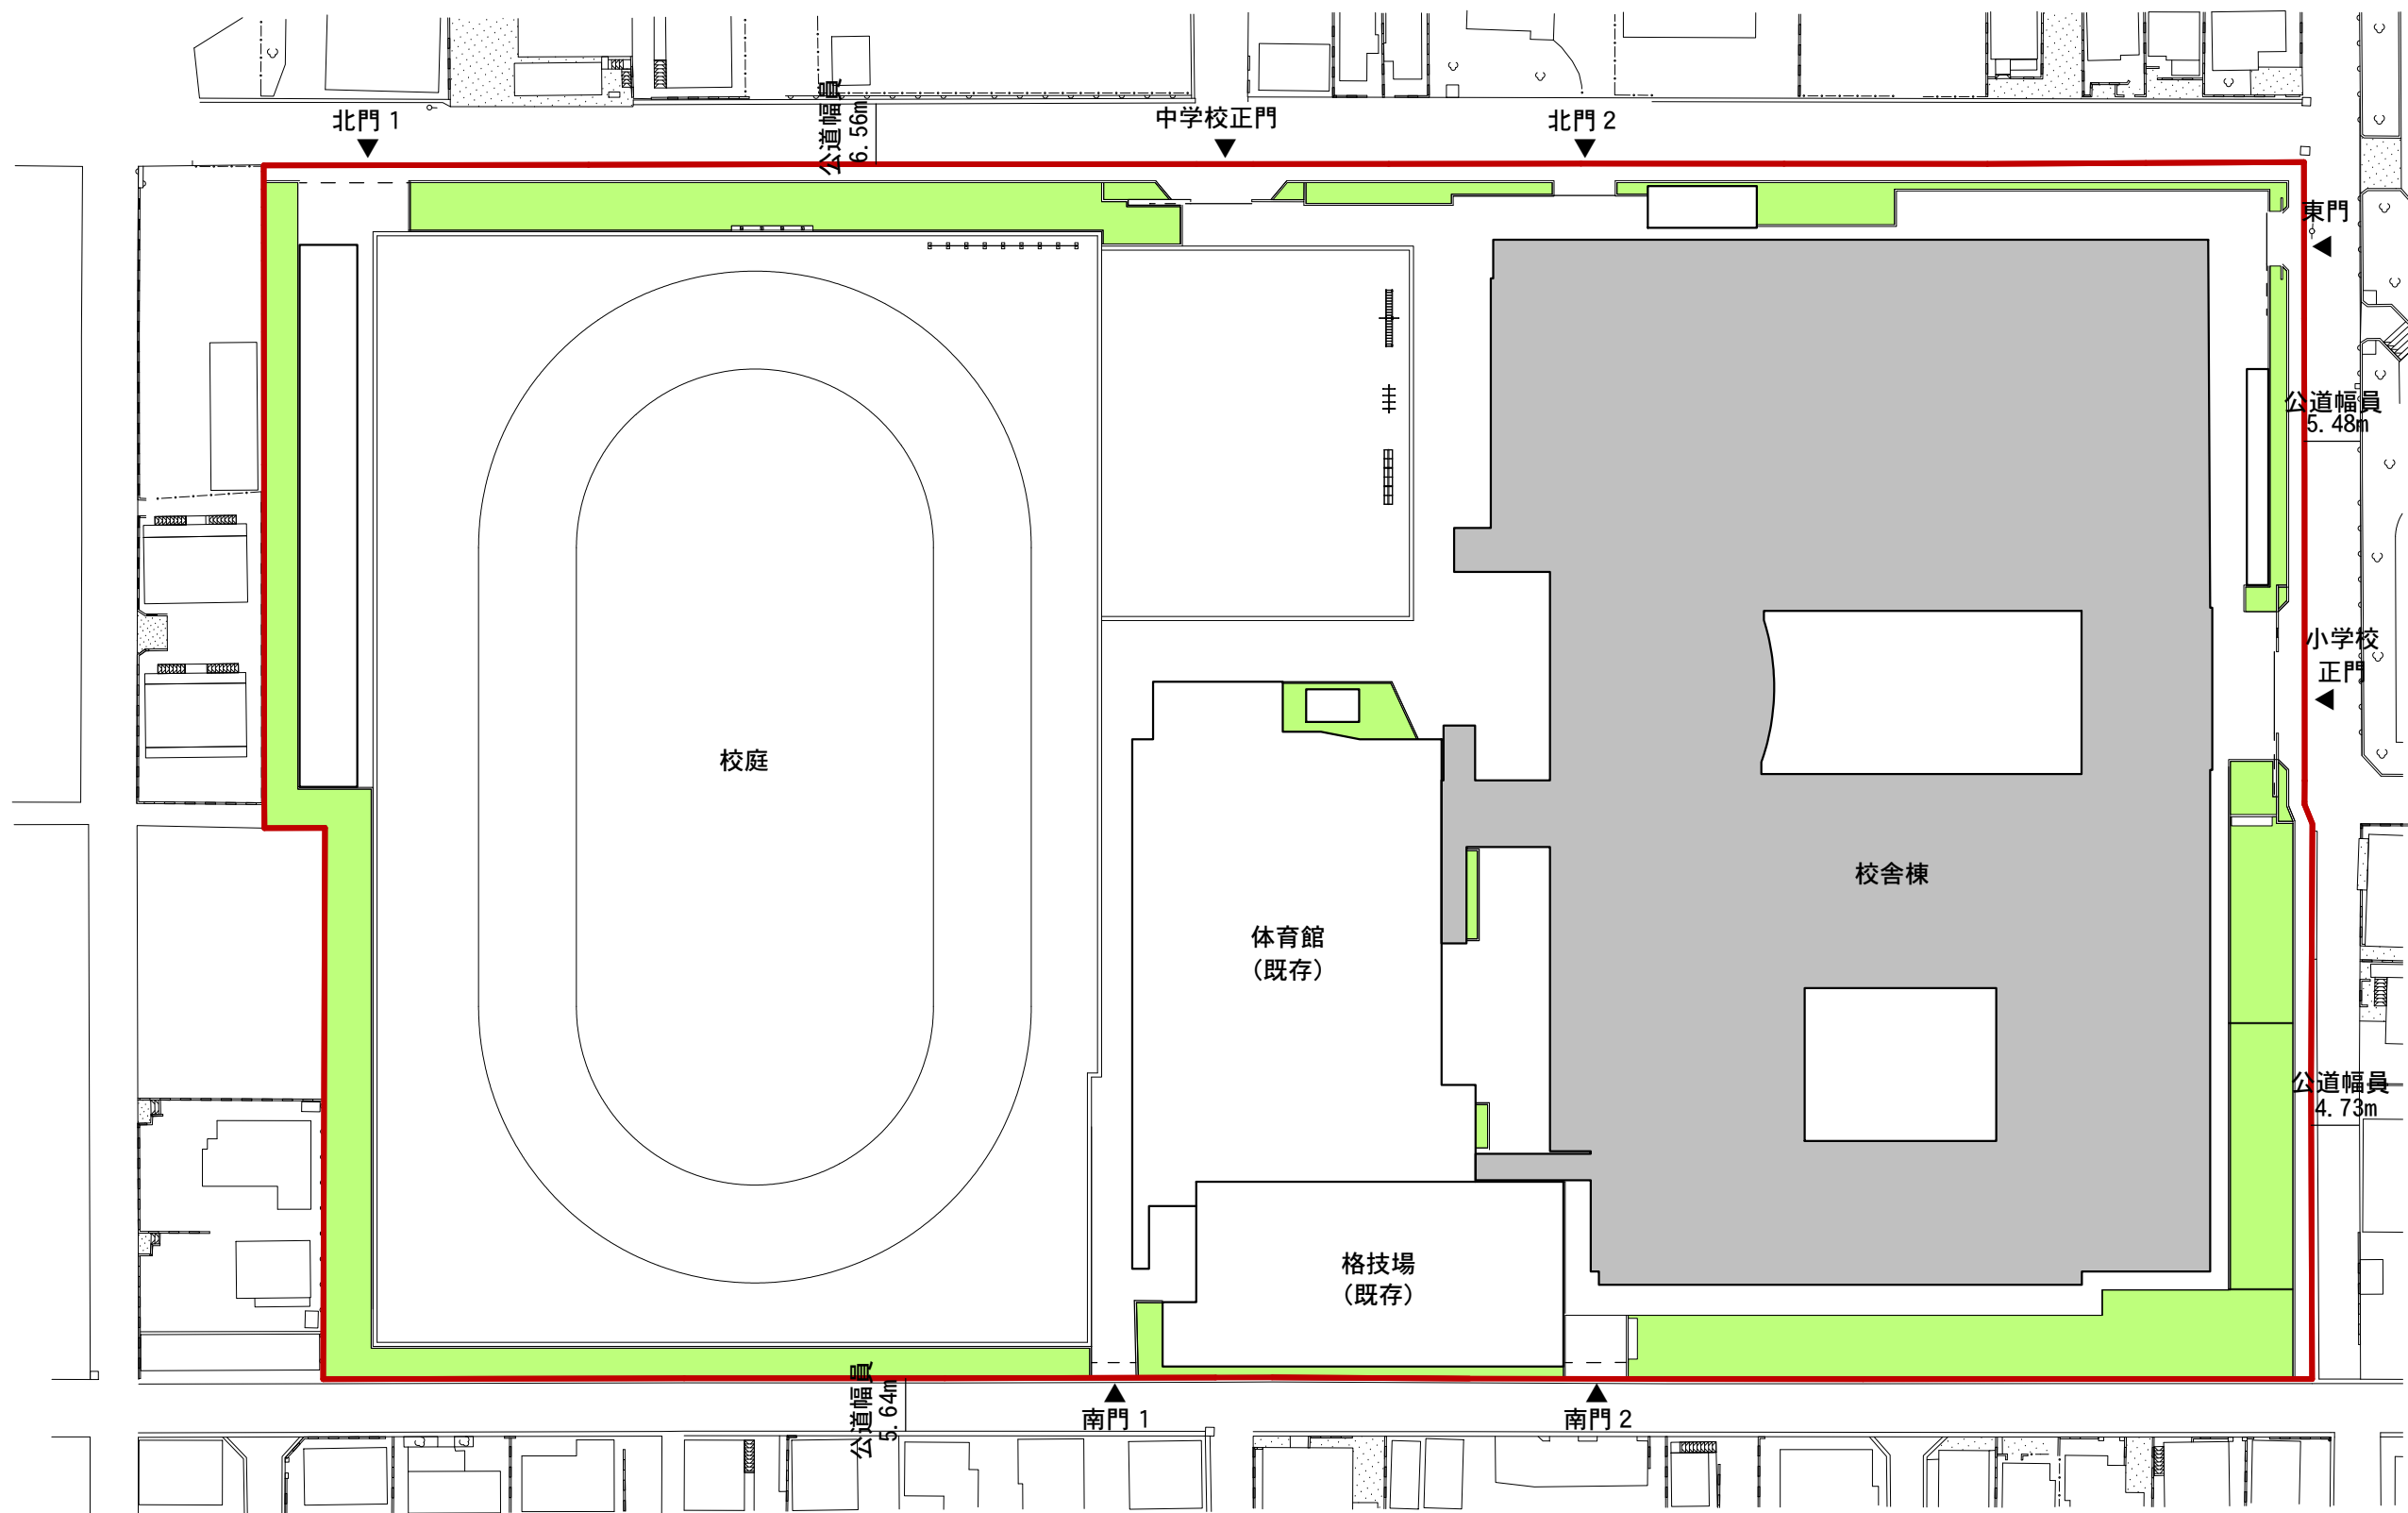 北門1
公道幅員
6.56m
中学校正門
北門2
東門
公道幅員
5.48m
小学校
正門
校庭
校舎棟
体育館
(既存)
公道幅員
4.73m
格技場
(既存)
公道幅員
5.64m
南門1
南門2